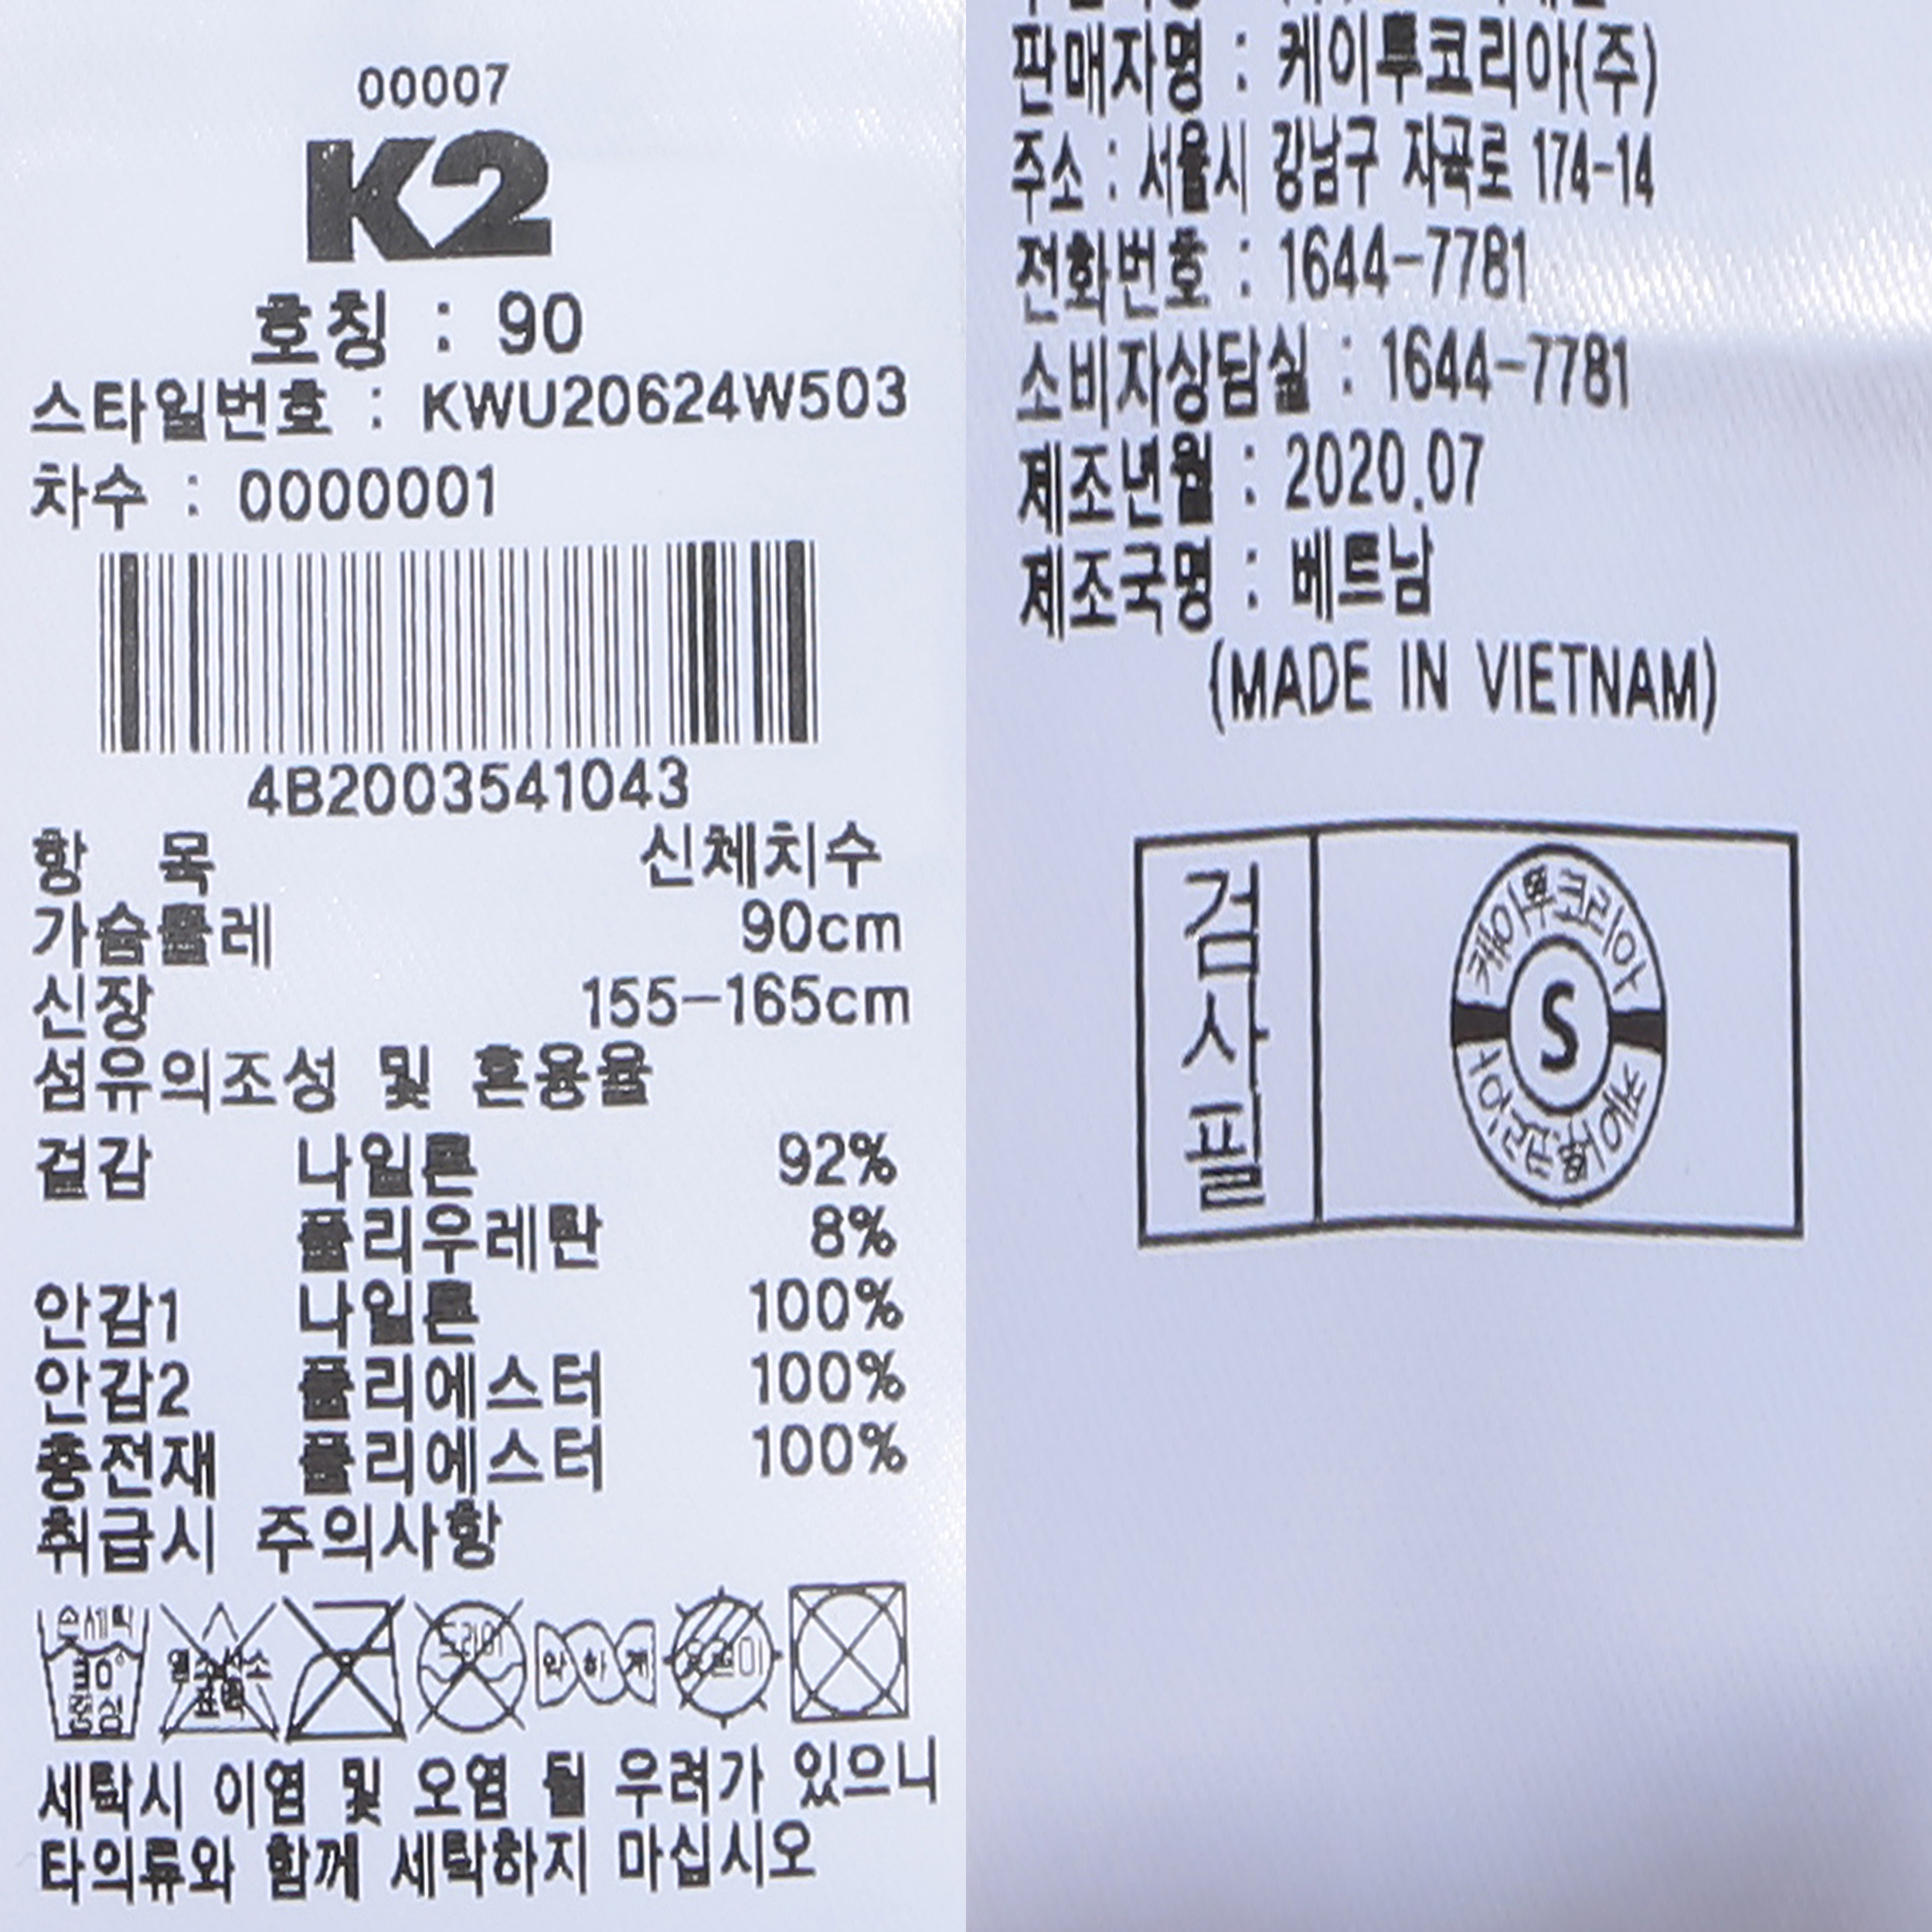 00007
K2
호칭 : 90
스타일번호 : KWU20624W503
차수 : 0000001
4B2003541043
항 목 신체치수
가슴둘레 90cm
신장 155-165cm
섬유의조성 및 혼용율
겉감 나일론 92%
폴리우레탄 8%
안감1 나일론 100%
안감2 폴리에스터 100%
충전재 폴리에스터 100%
취급시 주의사항
손세탁
중성
드라이
약하게
옷걸이
세탁시 이염 및 오염 될 우려가 있으니
타의류와 함께 세탁하지 마십시오
판매자명 : 케이투코리아(주)
주소 : 서울시 강남구 자곡로 174-14
전화번호 : 1644-7781
소비자상담실 : 1644-7781
제조년월 : 2020.07
제조국명 : 베트남
(MADE IN VIETNAM)
검사필
케이투코리아
S
케이투코리아